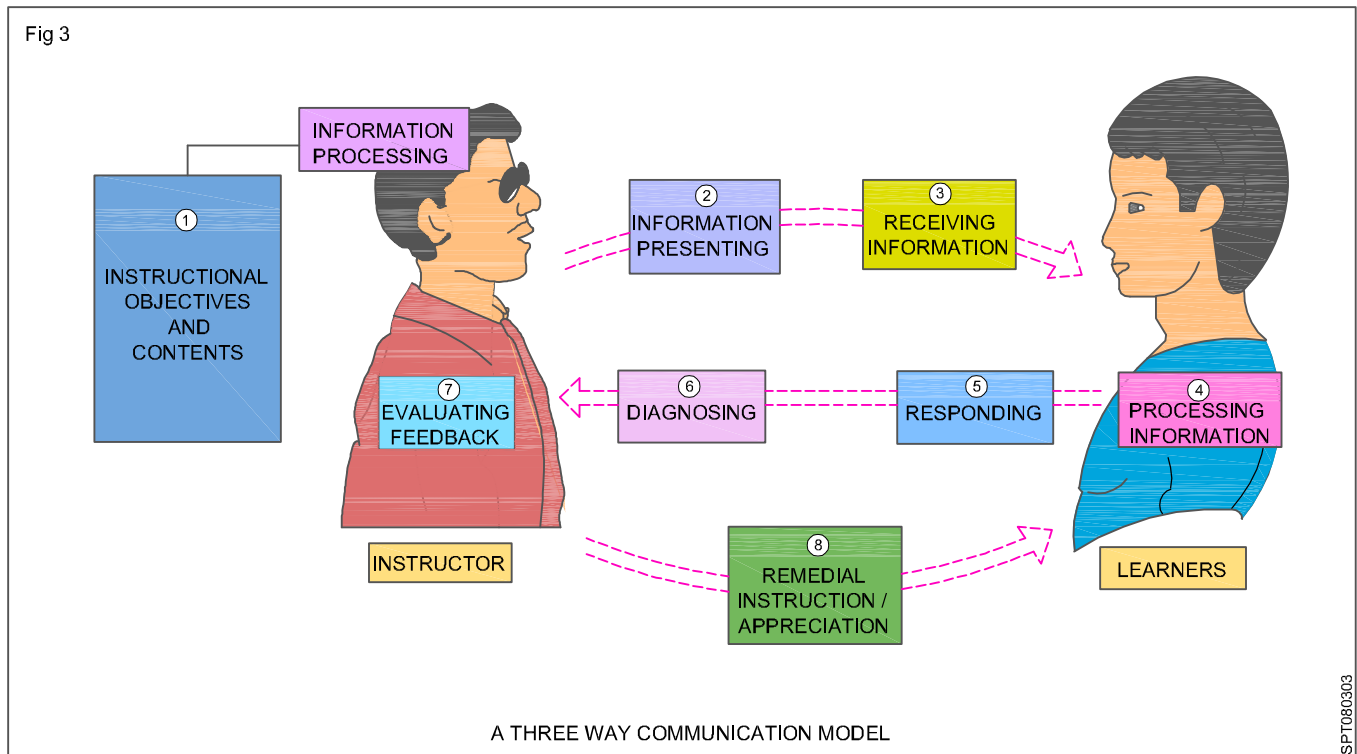 Fig 3
INFORMATION
PROCESSING
1
INSTRUCTIONAL
OBJECTIVES
AND
CONTENTS
2
INFORMATION
PRESENTING
3
RECEIVING
INFORMATION
4
PROCESSING
INFORMATION
5
RESPONDING
6
DIAGNOSING
7
EVALUATING
FEEDBACK
INSTRUCTOR
8
REMEDIAL
INSTRUCTION /
APPRECIATION
LEARNERS
A THREE WAY COMMUNICATION MODEL
SPT080303